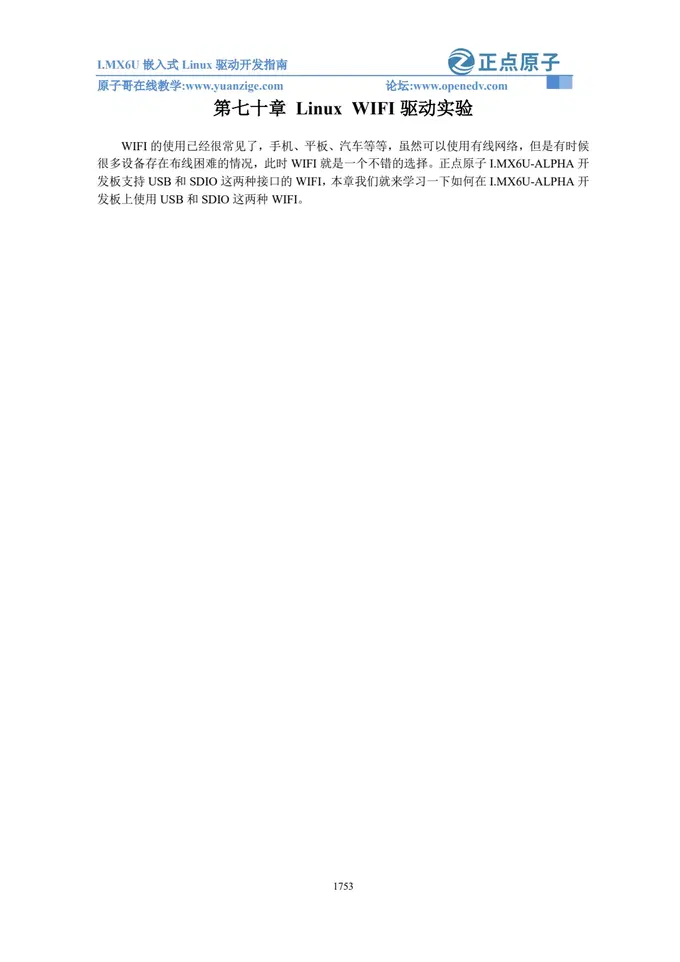 I.MX6U 嵌入式 Linux 驱动开发指南
正点原子
原子哥在线教学:www.yuanzige.com 论坛:www.openedv.com
第七十章 Linux WIFI 驱动实验
WIFI 的使用已经很常见了，手机、平板、汽车等等，虽然可以使用有线网络，但是有时候
很多设备存在布线困难的情况，此时 WIFI 就是一个不错的选择。正点原子 I.MX6U-ALPHA 开
发板支持 USB 和 SDIO 这两种接口的 WIFI，本章我们就来学习一下如何在 I.MX6U-ALPHA 开
发板上使用 USB 和 SDIO 这两种 WIFI。
1753